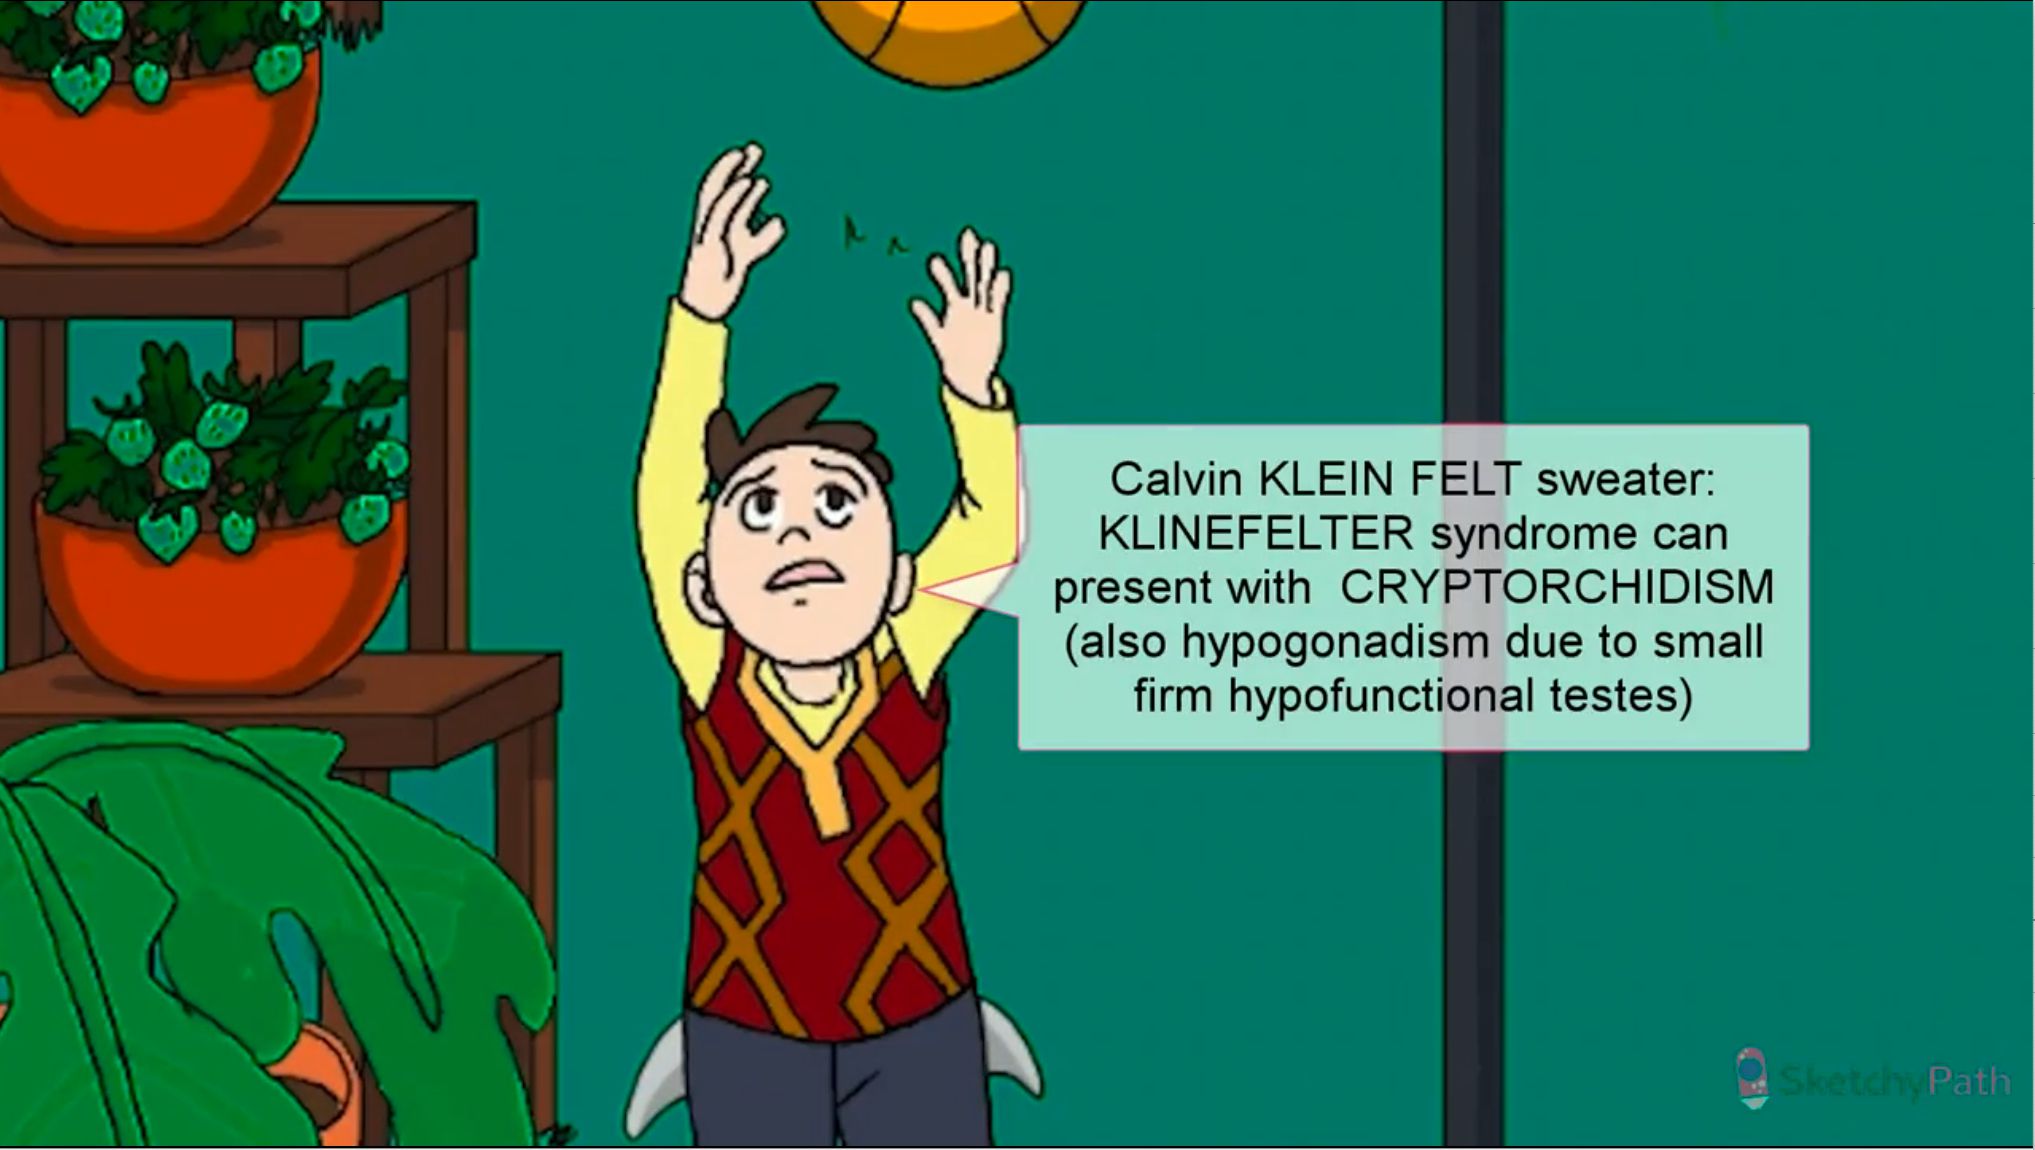 Calvin KLEIN FELT sweater:
KLINEFELTER syndrome can
present with CRYPTORCHIDISM
(also hypogonadism due to small
firm hypofunctional testes)
SketchyPath